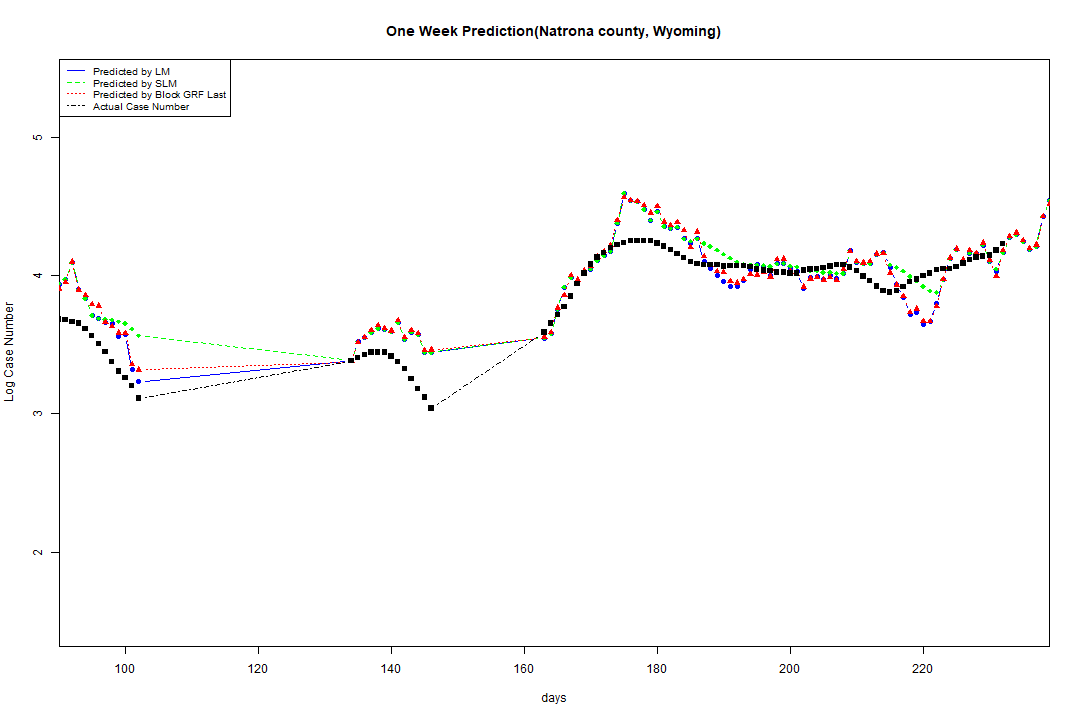 One Week Prediction(Natrona county, Wyoming)
Predicted by LM
Predicted by SLM
Predicted by Block GRF Last
Actual Case Number
5
4
3
2
Log Case Number
100 120 140 160 180 200 220
days